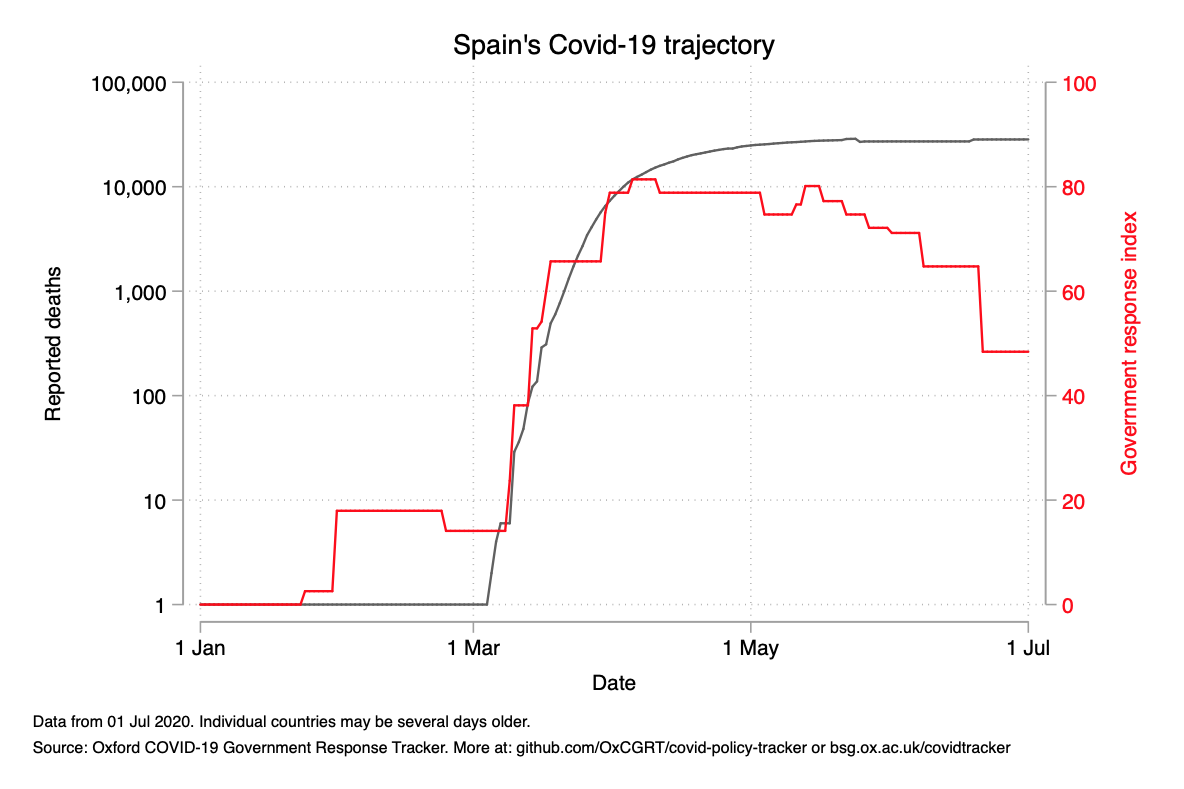 Spain's Covid-19 trajectory
100,000
10,000
1,000
100
10
1
Reported deaths
100
80
60
40
20
0
Government response index
1 Jan
1 Mar
1 May
1 Jul
Date
Data from 01 Jul 2020. Individual countries may be several days older.
Source: Oxford COVID-19 Government Response Tracker. More at: github.com/OxCGRT/covid-policy-tracker or bsg.ox.ac.uk/covidtracker